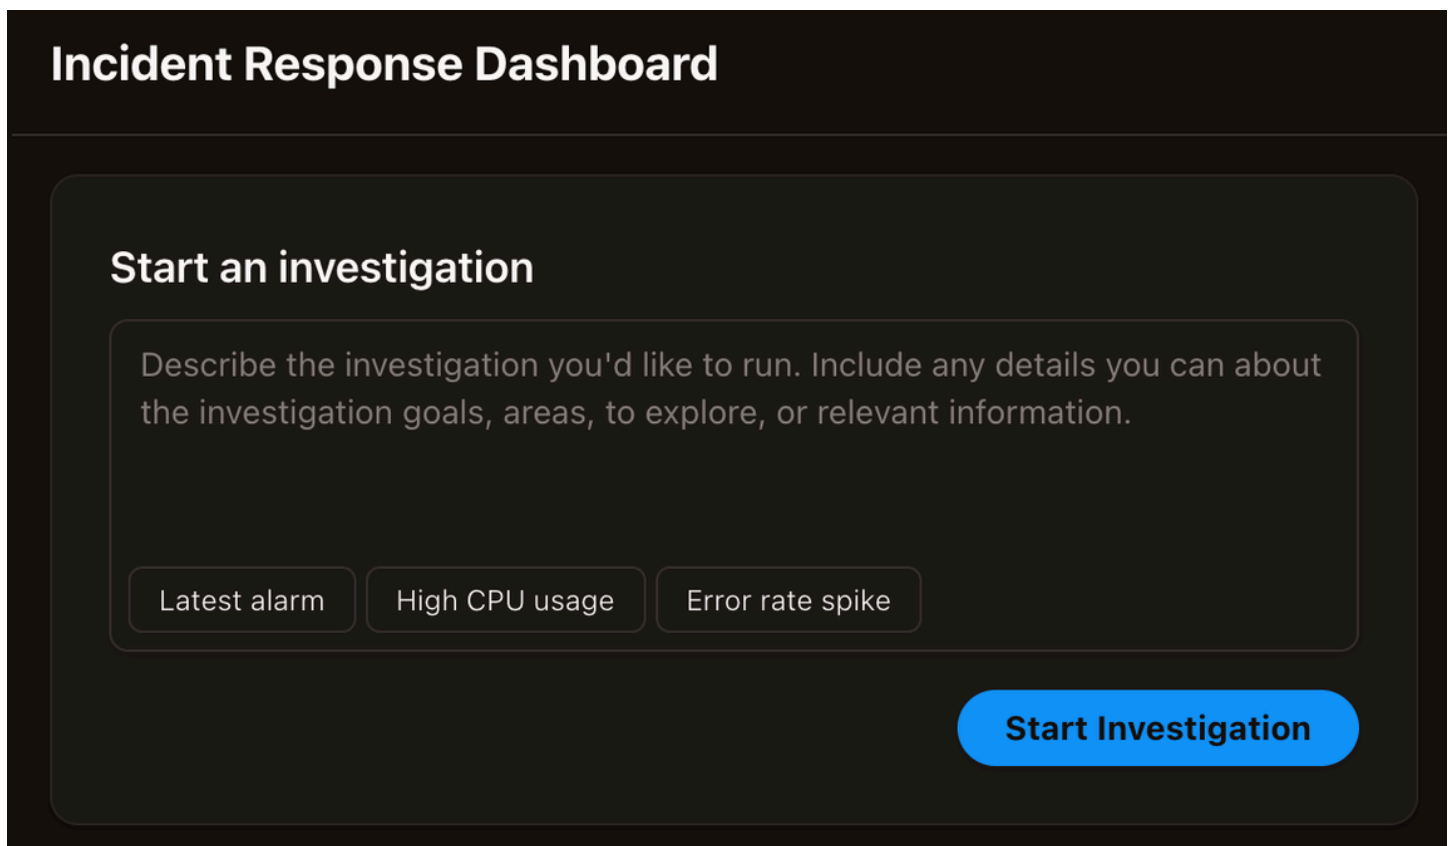 Incident Response Dashboard
Start an investigation
Describe the investigation you'd like to run. Include any details you can about
the investigation goals, areas, to explore, or relevant information.
Latest alarm
High CPU usage
Error rate spike
Start Investigation